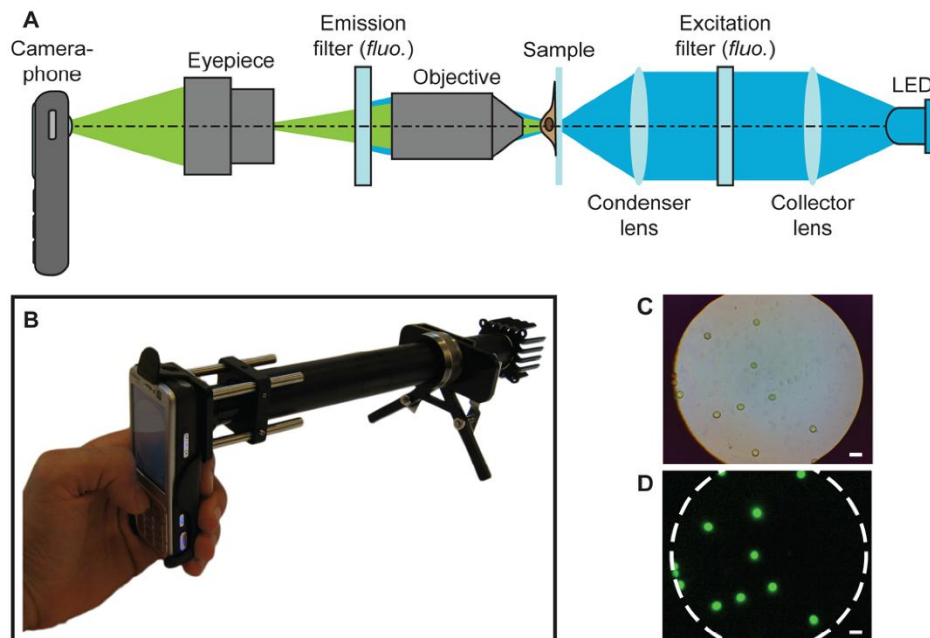 A
Camera-
phone
Eyepiece
Emission
filter (fluo.)
Objective
Sample
Excitation
filter (fluo.)
LED
Condenser
lens
Collector
lens
B
C
D